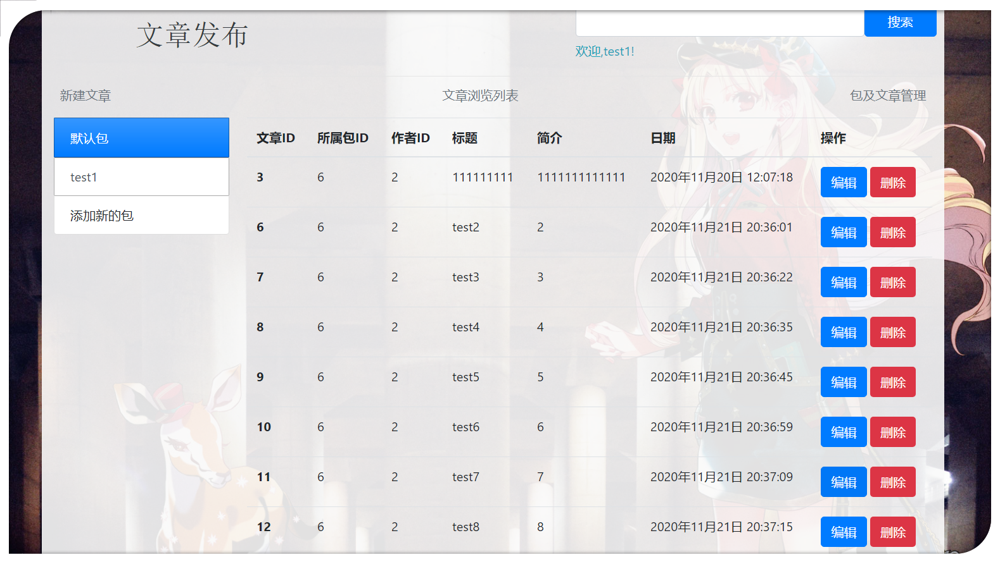 文章发布
搜索
欢迎,test1!
新建文章 文章浏览列表 包及文章管理
默认包
test1
添加新的包
文章ID 所属包ID 作者ID 标题 简介 日期 操作
3 6 2 111111111 1111111111111 2020年11月20日 12:07:18 编辑 删除
6 6 2 test2 2 2020年11月21日 20:36:01 编辑 删除
7 6 2 test3 3 2020年11月21日 20:36:22 编辑 删除
8 6 2 test4 4 2020年11月21日 20:36:35 编辑 删除
9 6 2 test5 5 2020年11月21日 20:36:45 编辑 删除
10 6 2 test6 6 2020年11月21日 20:36:59 编辑 删除
11 6 2 test7 7 2020年11月21日 20:37:09 编辑 删除
12 6 2 test8 8 2020年11月21日 20:37:15 编辑 删除